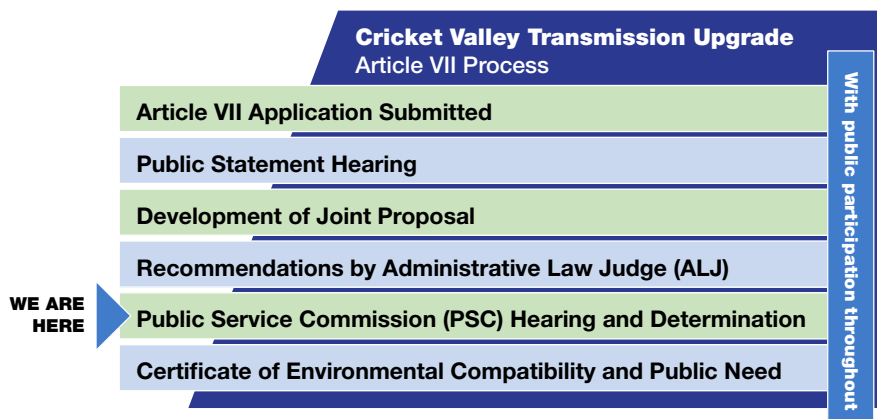 Cricket Valley Transmission Upgrade
Article VII Process
Article VII Application Submitted
Public Statement Hearing
Development of Joint Proposal
Recommendations by Administrative Law Judge (ALJ)
WE ARE
HERE
Public Service Commission (PSC) Hearing and Determination
Certificate of Environmental Compatibility and Public Need
With public participation throughout